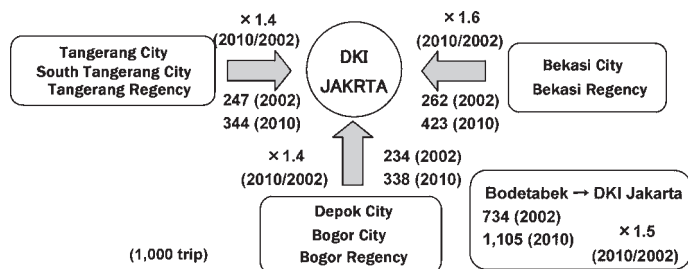 × 1.4
(2010/2002)
Tangerang City
South Tangerang City
Tangerang Regency
247 (2002)
344 (2010)
DKI
JAKRTA
× 1.6
(2010/2002)
Bekasi City
Bekasi Regency
262 (2002)
423 (2010)
× 1.4
(2010/2002)
234 (2002)
338 (2010)
Depok City
Bogor City
Bogor Regency
Bodetabek → DKI Jakarta
734 (2002)
1,105 (2010)
× 1.5
(2010/2002)
(1,000 trip)